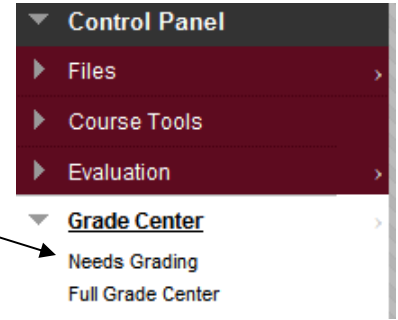 Control Panel
Files
Course Tools
Evaluation
Grade Center
Needs Grading
Full Grade Center